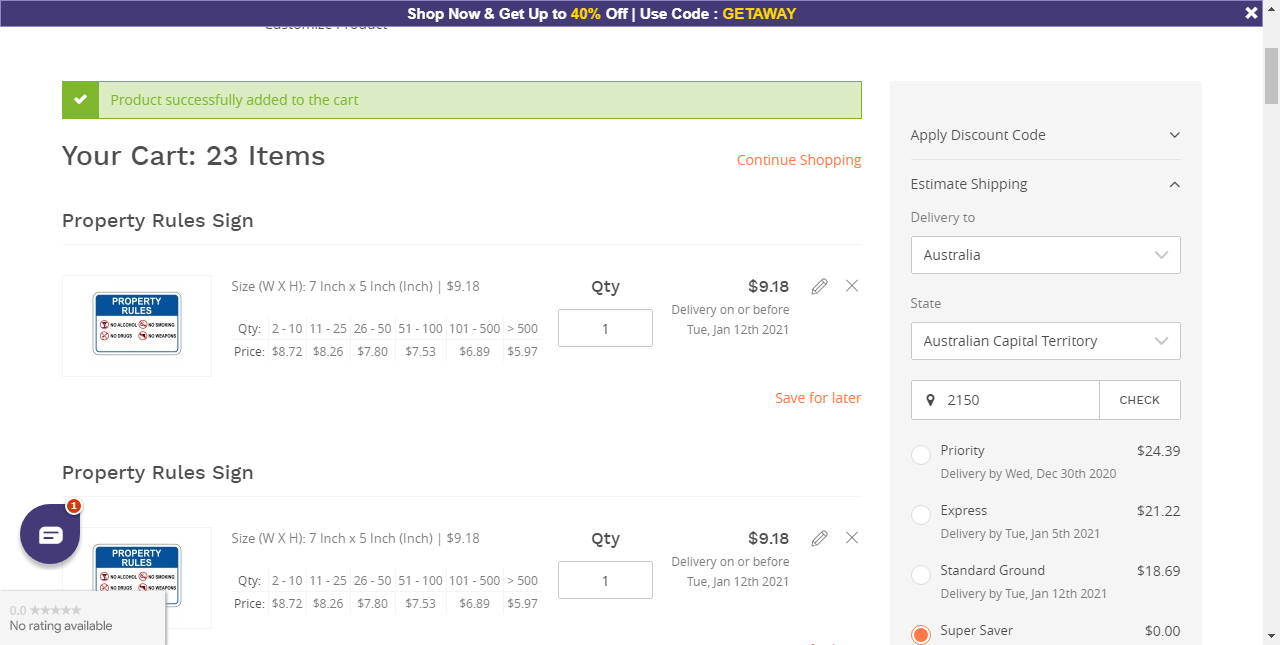 Shop Now & Get Up to 40% Off | Use Code : GETAWAY
Customize Product
Product successfully added to the cart
Your Cart: 23 Items
Continue Shopping
Property Rules Sign
PROPERTY
RULES
NO ALCOHOL NO SMOKING
NO DRUGS NO WEAPONS
Size (W X H): 7 Inch x 5 Inch (Inch) | $9.18
Qty: 2 - 10 11 - 25 26 - 50 51 - 100 101 - 500 > 500
Price: $8.72 $8.26 $7.80 $7.53 $6.89 $5.97
Qty
1
$9.18
Delivery on or before
Tue, Jan 12th 2021
Save for later
Property Rules Sign
PROPERTY
RULES
NO ALCOHOL NO SMOKING
NO DRUGS NO WEAPONS
Size (W X H): 7 Inch x 5 Inch (Inch) | $9.18
Qty: 2 - 10 11 - 25 26 - 50 51 - 100 101 - 500 > 500
Price: $8.72 $8.26 $7.80 $7.53 $6.89 $5.97
Qty
1
$9.18
Delivery on or before
Tue, Jan 12th 2021
1
0.0
No rating available
Apply Discount Code
Estimate Shipping
Delivery to
Australia
State
Australian Capital Territory
2150 CHECK
Priority $24.39
Delivery by Wed, Dec 30th 2020
Express $21.22
Delivery by Tue, Jan 5th 2021
Standard Ground $18.69
Delivery by Tue, Jan 12th 2021
Super Saver $0.00